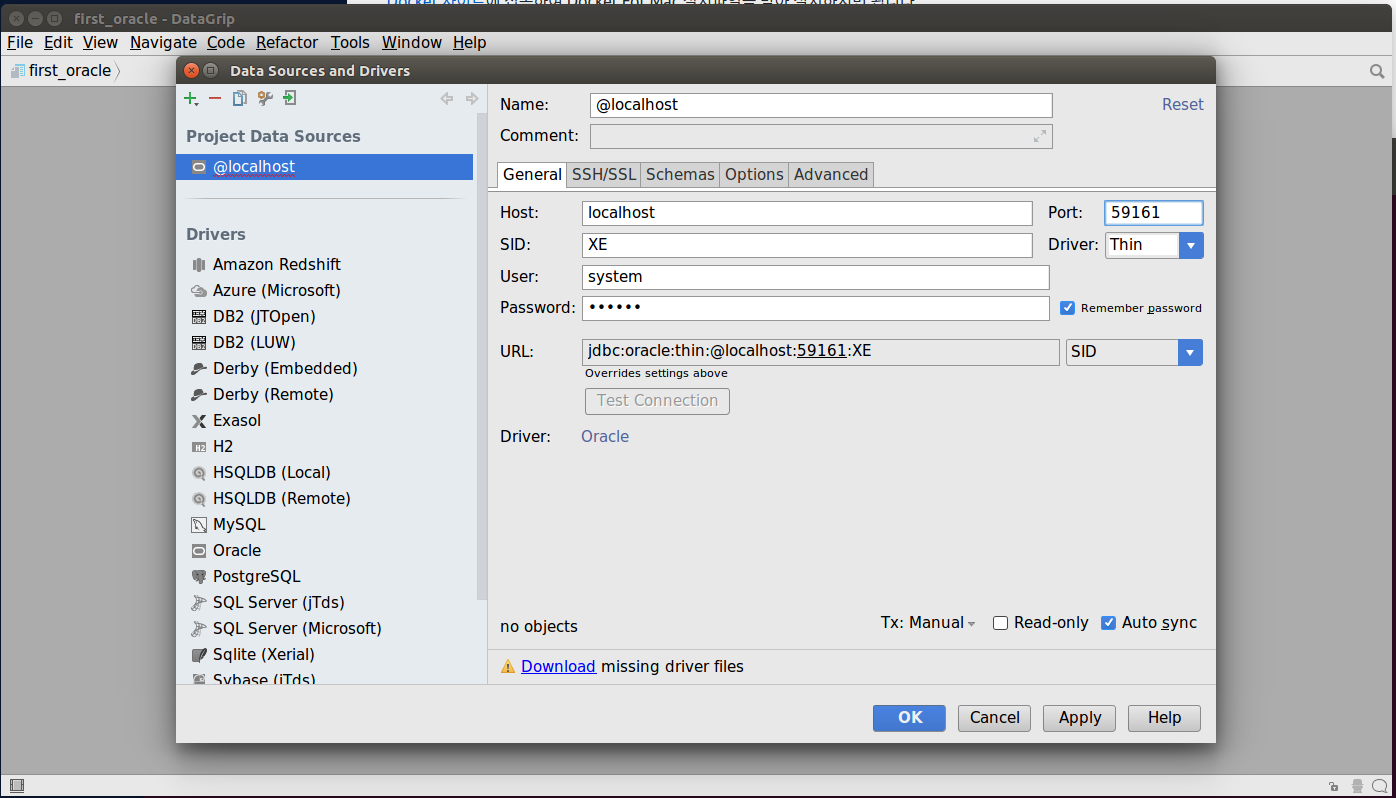 first_oracle - DataGrip
File Edit View Navigate Code Refactor Tools Window Help
first_oracle
Data Sources and Drivers
Project Data Sources
@localhost
Drivers
Amazon Redshift
Azure (Microsoft)
DB2 (JTOpen)
DB2 (LUW)
Derby (Embedded)
Derby (Remote)
Exasol
H2
HSQLDB (Local)
HSQLDB (Remote)
MySQL
Oracle
PostgreSQL
SQL Server (jTds)
SQL Server (Microsoft)
Sqlite (Xerial)
Sybase (jTds)
Name: @localhost Reset
Comment:
General SSH/SSL Schemas Options Advanced
Host: localhost Port: 59161
SID: XE Driver: Thin
User: system
Password: •••••• Remember password
URL: jdbc:oracle:thin:@localhost:59161:XE SID
Overrides settings above
Test Connection
Driver: Oracle
no objects Tx: Manual Read-only Auto sync
Download missing driver files
OK Cancel Apply Help